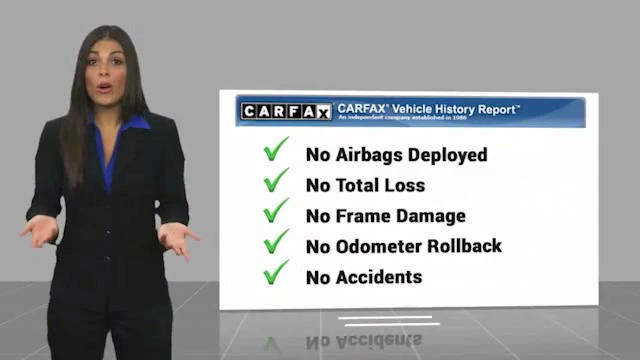 CARFAX CARFAX® Vehicle History Report™
An independent company established in 1986
No Airbags Deployed
No Total Loss
No Frame Damage
No Odometer Rollback
No Accidents